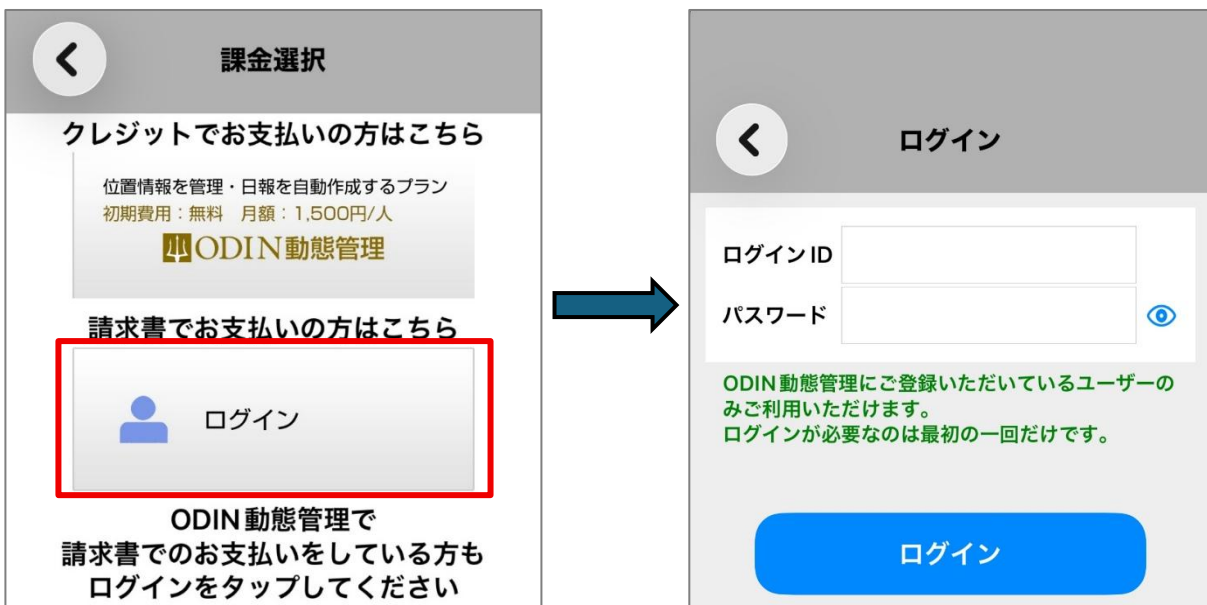 課金選択
クレジットでお支払いの方はこちら
位置情報を管理・日報を自動作成するプラン
初期費用：無料　月額：1,500円/人
ODIN動態管理
請求書でお支払いの方はこちら
ログイン
ODIN動態管理で
請求書でのお支払いをしている方も
ログインをタップしてください
ログイン
ログインID
パスワード
ODIN動態管理にご登録いただいているユーザーの
みご利用いただけます。
ログインが必要なのは最初の一回だけです。
ログイン